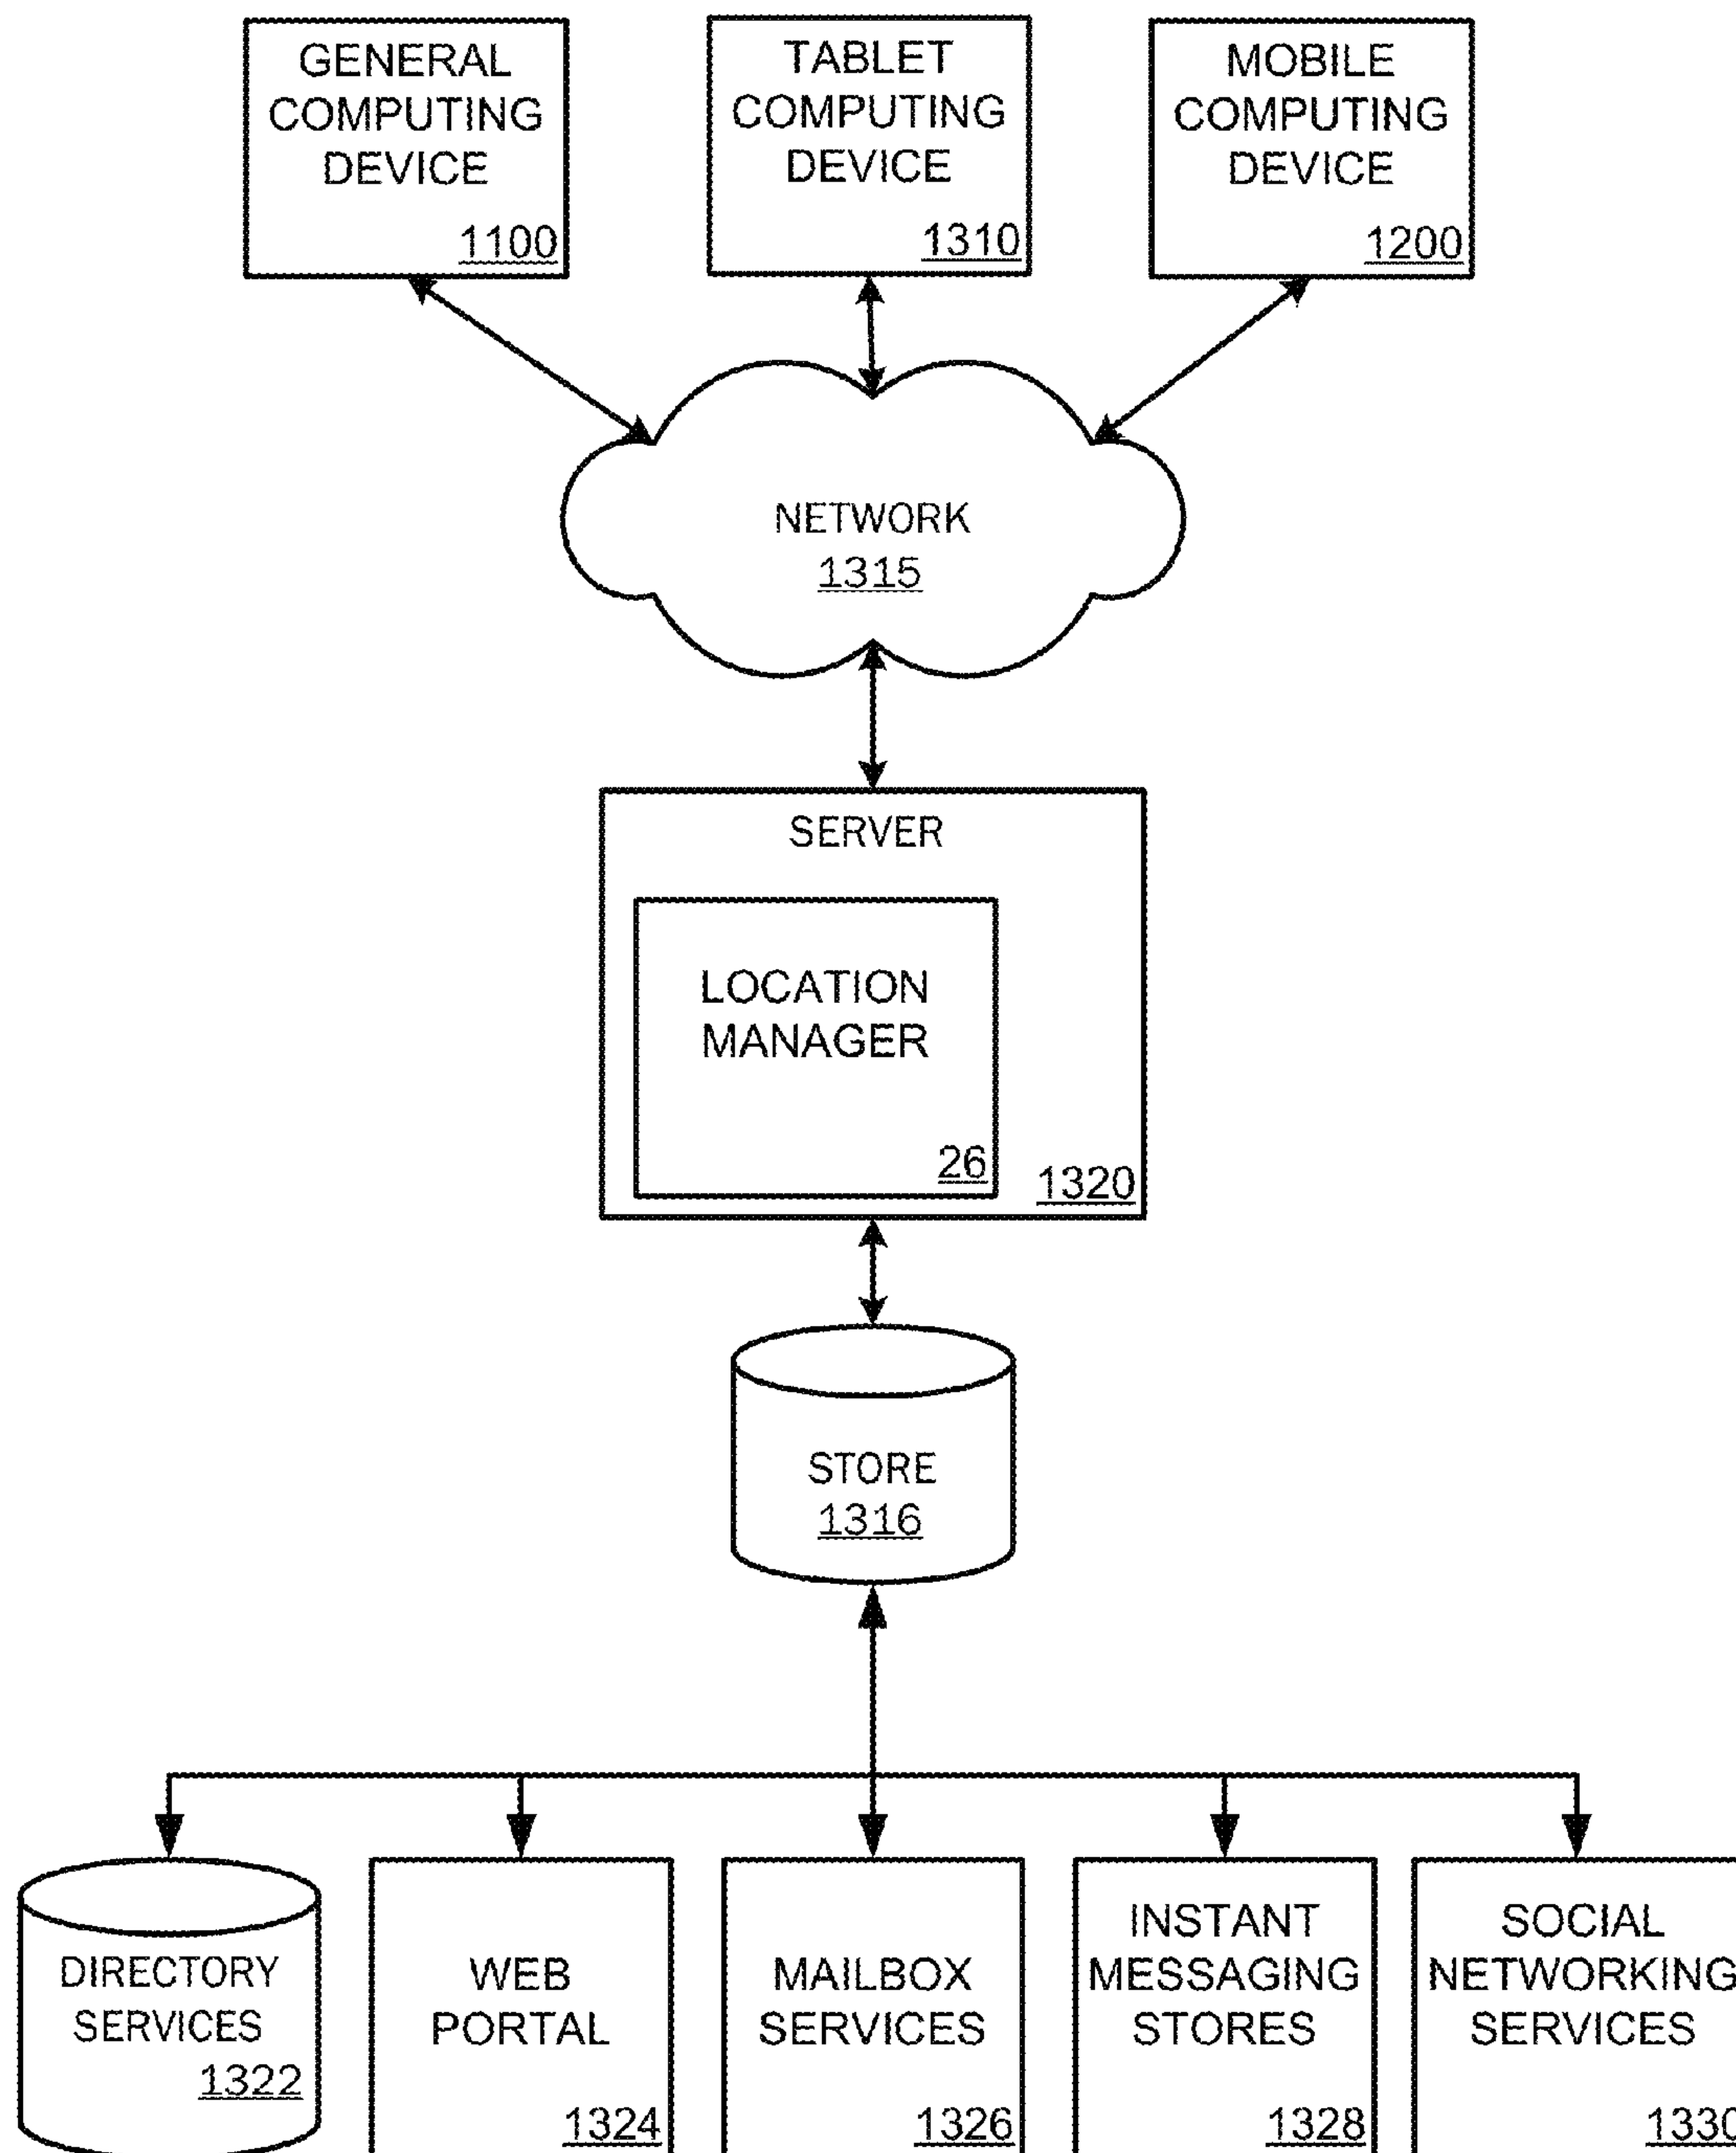 GENERAL
COMPUTING
DEVICE
1100
TABLET
COMPUTING
DEVICE
1310
MOBILE
COMPUTING
DEVICE
1200
NETWORK
1315
SERVER
LOCATION
MANAGER
26
1320
STORE
1316
DIRECTORY
SERVICES
1322
WEB
PORTAL
1324
MAILBOX
SERVICES
1326
INSTANT
MESSAGING
STORES
1328
SOCIAL
NETWORKING
SERVICES
1330